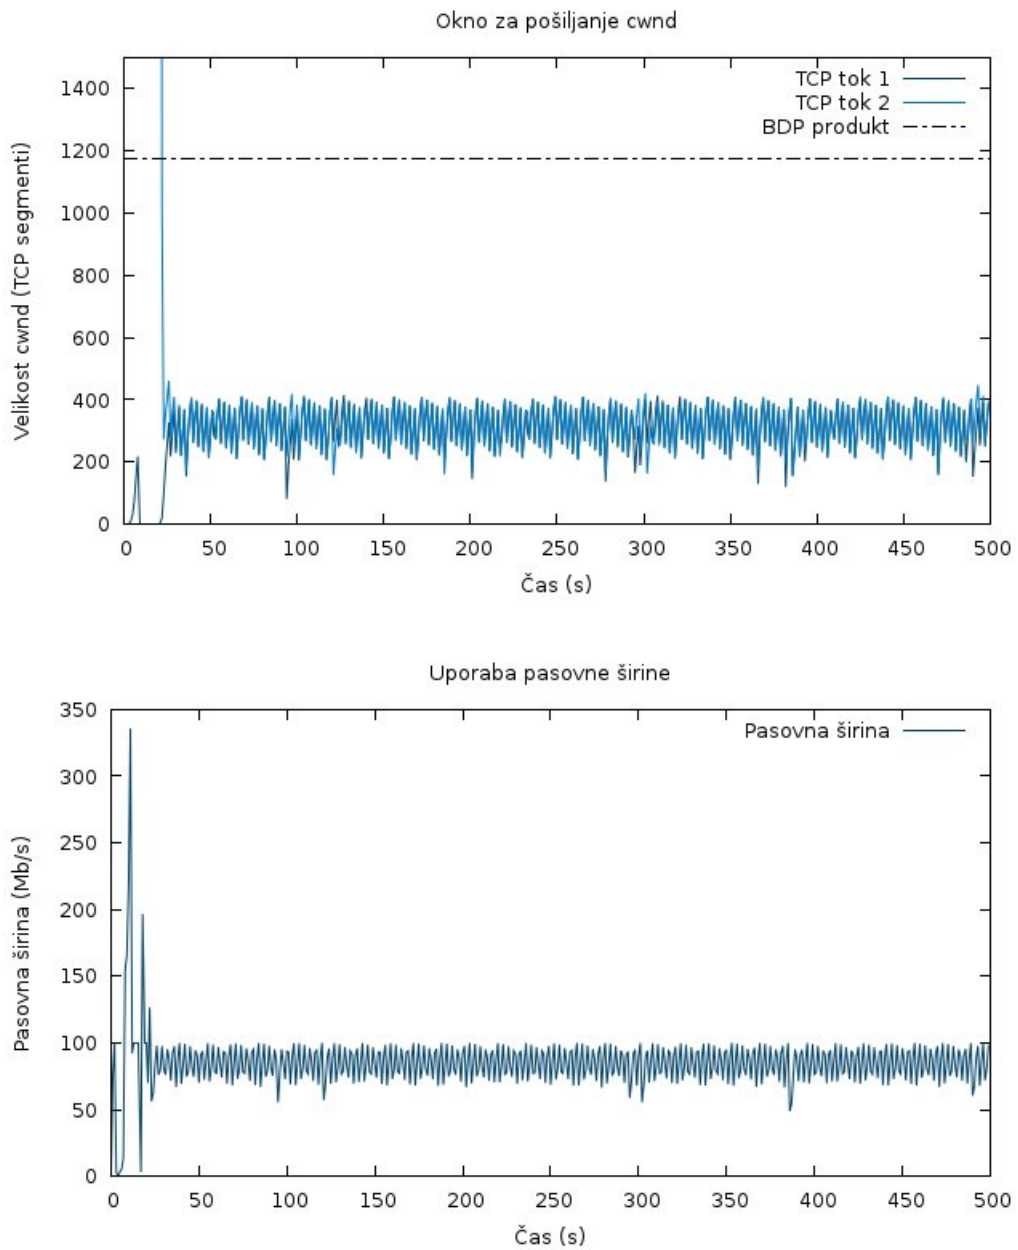 Okno za pošiljanje cwnd
TCP tok 1
TCP tok 2
BDP produkt
1400
1200
1000
800
600
400
200
0
Velikost cwnd (TCP segmenti)
0 50 100 150 200 250 300 350 400 450 500
Čas (s)
Uporaba pasovne širine
Pasovna širina
350
300
250
200
150
100
50
0
Pasovna širina (Mb/s)
0 50 100 150 200 250 300 350 400 450 500
Čas (s)